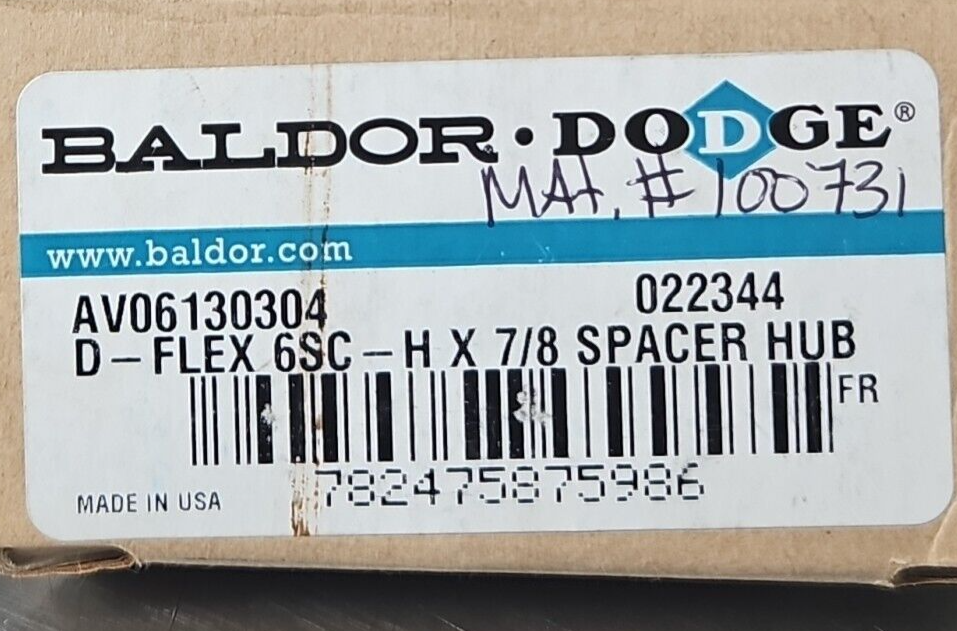 BALDOR • DODGE®
MAT. # 100731
www.baldor.com
AV06130304 022344
D-FLEX 6SC-H X 7/8 SPACER HUB
FR
782475875986
MADE IN USA